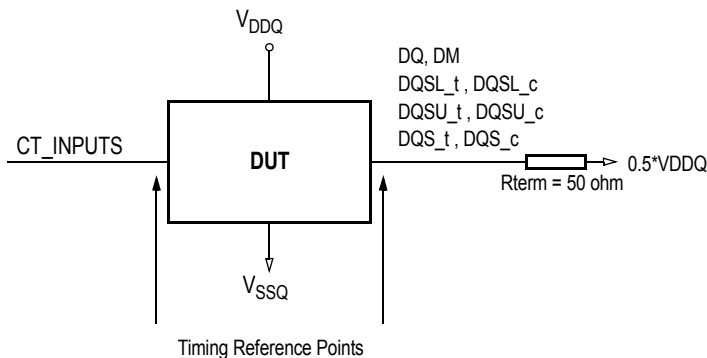 VDDQ
DQ, DM
DQSL_t , DQSL_c
DQSU_t , DQSU_c
DQS_t , DQS_c
CT_INPUTS
DUT
0.5*VDDQ
Rterm = 50 ohm
VSSQ
Timing Reference Points